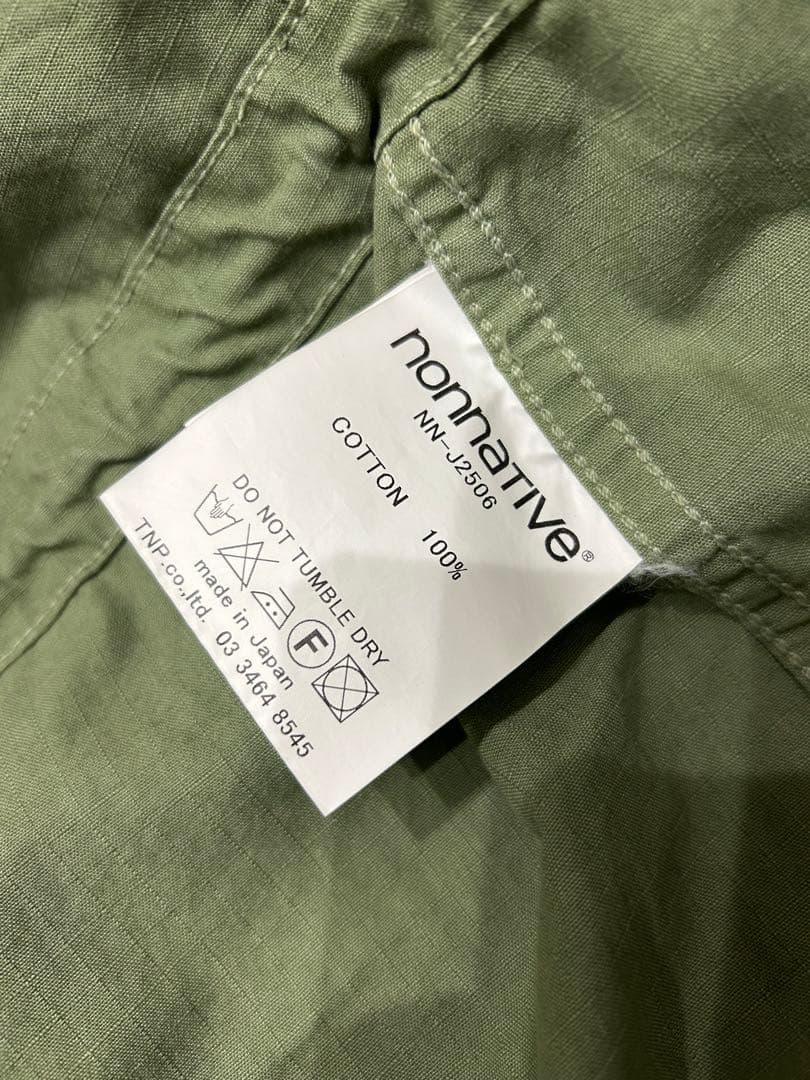 nonnative®
NN-J2506
COTTON 100%
DO NOT TUMBLE DRY
F
made in Japan
TNP.co.,ltd. 03 3464 8545